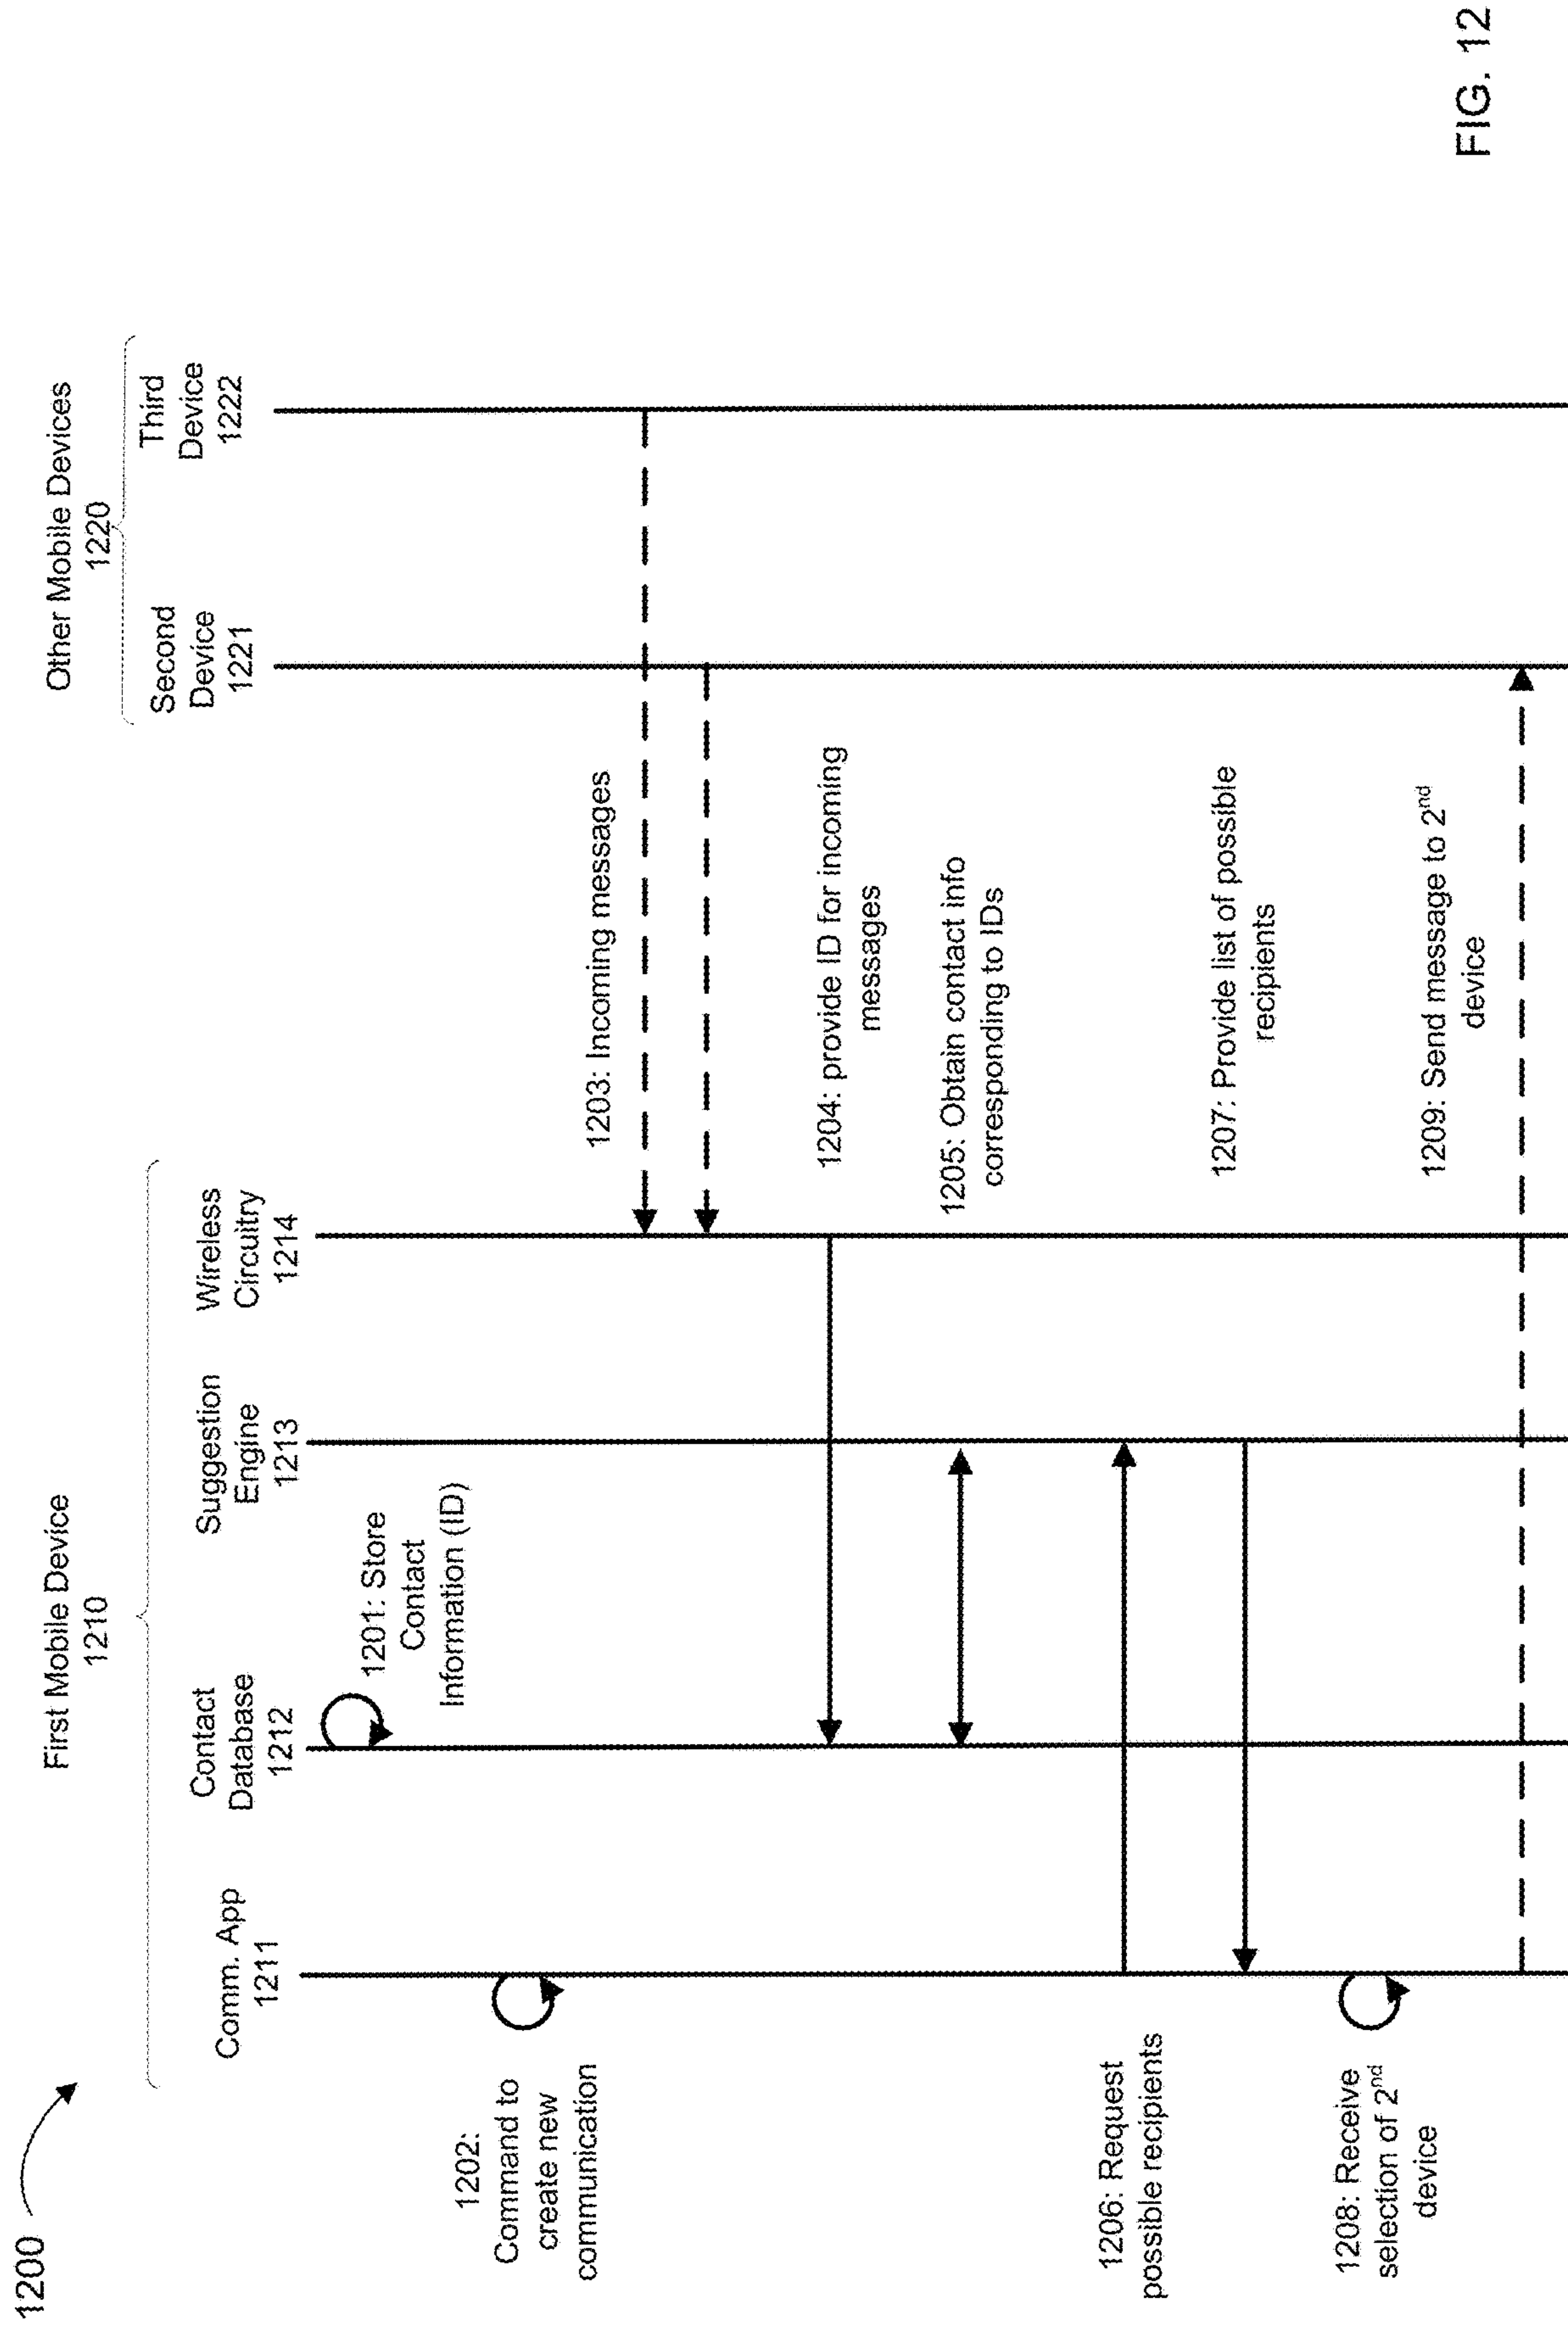 1200
First Mobile Device
1210
Other Mobile Devices
1220
Comm. App
1211
Contact
Database
1212
Suggestion
Engine
1213
Wireless
Circuitry
1214
Second
Device
1221
Third
Device
1222
1201: Store
Contact
Information (ID)
1202:
Command to
create new
communication
1203: Incoming messages
1204: provide ID for incoming
messages
1205: Obtain contact info
corresponding to IDs
1206: Request
possible recipients
1207: Provide list of possible
recipients
1208: Receive
selection of 2nd
device
1209: Send message to 2nd
device
FIG. 12